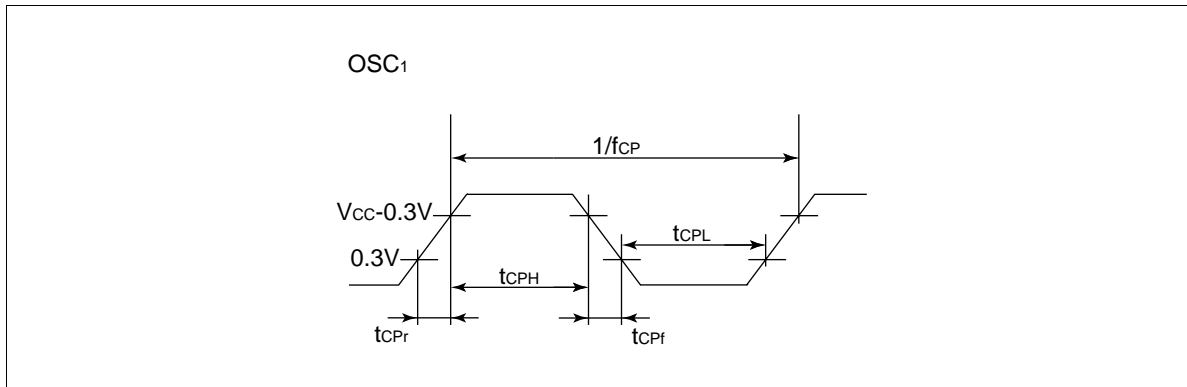 OSC1
1/fCP
VCC-0.3V
tCPL
0.3V
tCPH
tCPr
tCPf